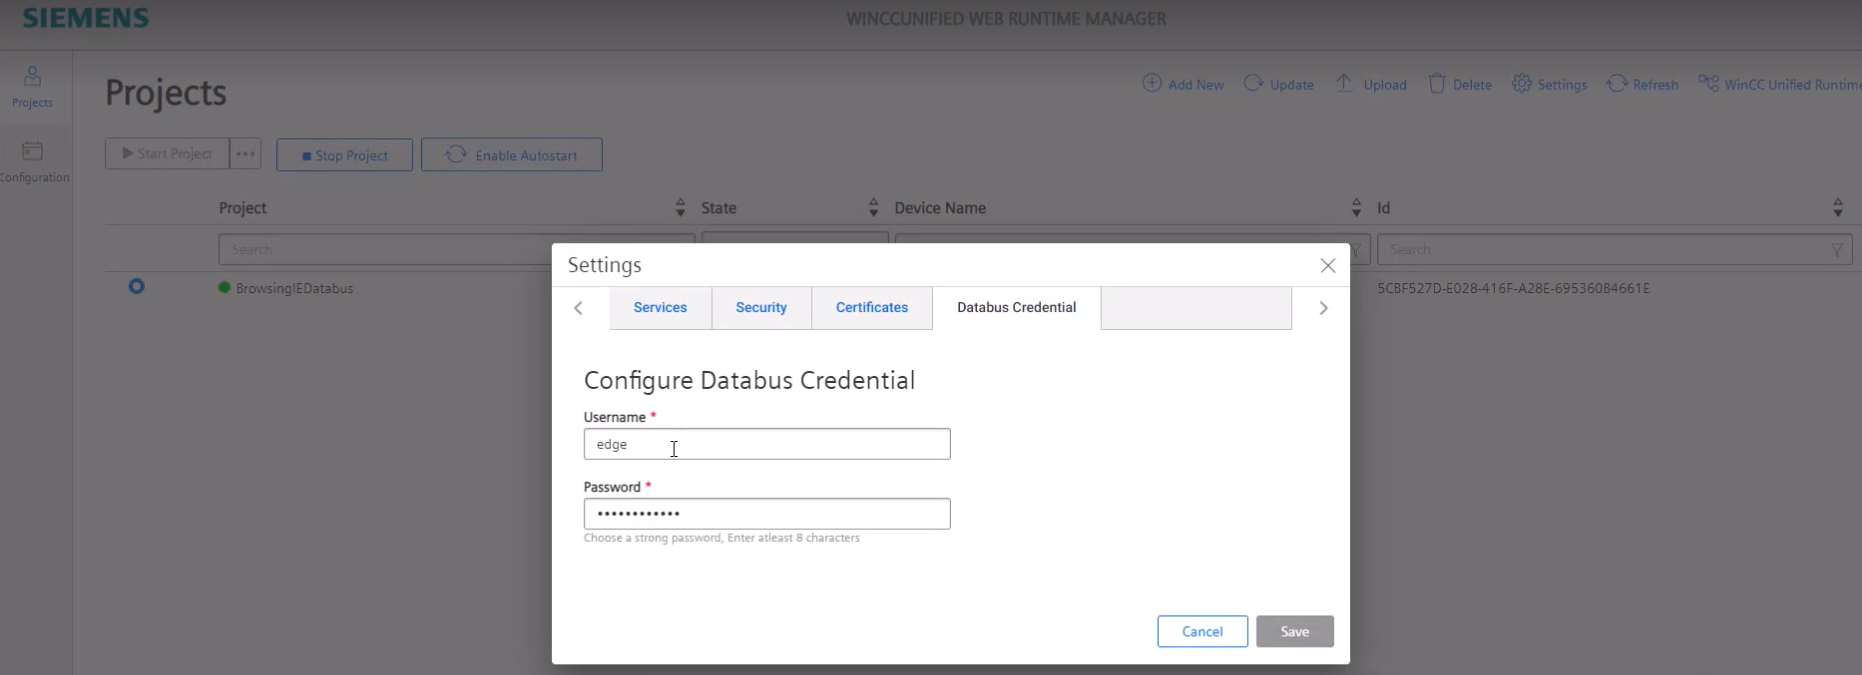 SIEMENS
WINCCUNIFIED WEB RUNTIME MANAGER
Projects
Configuration
Projects
Add New
Update
Upload
Delete
Settings
Refresh
WinCC Unified Runtime
Start Project
Stop Project
Enable Autostart
Project
State
Device Name
Id
Search
Search
BrowsingIEDatabus
5CBF527D-E028-416F-A28E-695360B4661E
Settings
Services
Security
Certificates
Databus Credential
Configure Databus Credential
Username *
edge
Password *
••••••••••••
Choose a strong password, Enter atleast 8 characters
Cancel
Save